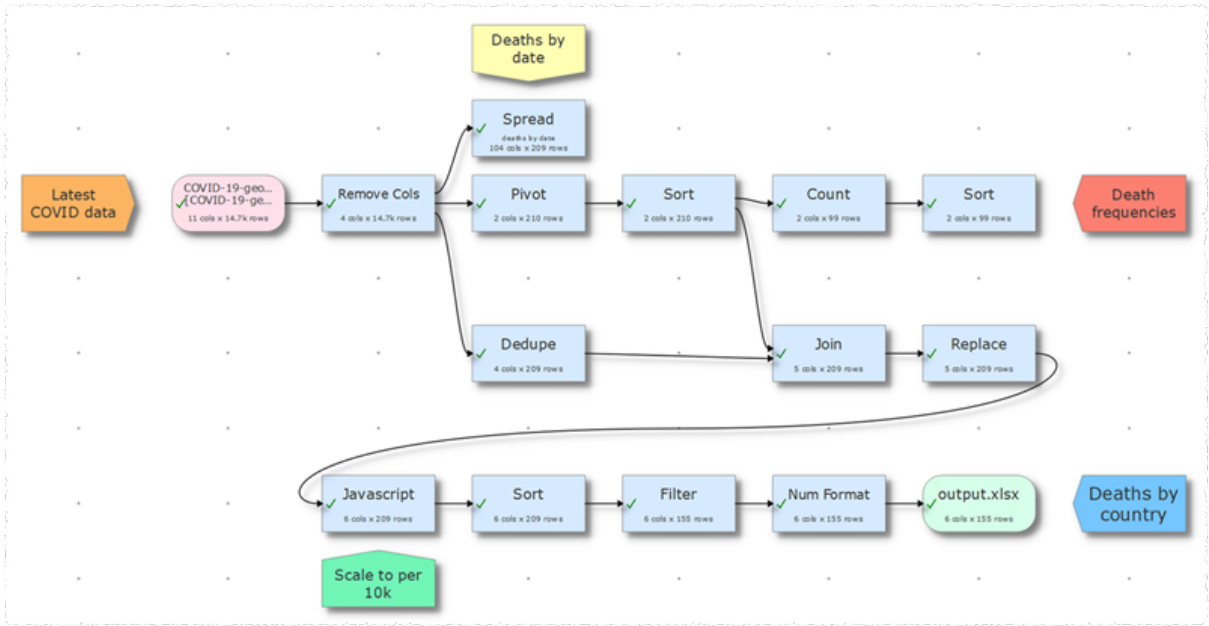 Deaths by
date
Spread
deaths by date
104 cols x 209 rows
Latest
COVID data
COVID-19-geo...
[COVID-19-ge...
11 cols x 14.7k rows
Remove Cols
4 cols x 14.7k rows
Pivot
2 cols x 210 rows
Sort
2 cols x 210 rows
Count
2 cols x 99 rows
Sort
2 cols x 99 rows
Death
frequencies
Dedupe
4 cols x 209 rows
Join
5 cols x 209 rows
Replace
5 cols x 209 rows
Javascript
6 cols x 209 rows
Sort
6 cols x 209 rows
Filter
6 cols x 155 rows
Num Format
6 cols x 155 rows
output.xlsx
6 cols x 155 rows
Deaths by
country
Scale to per
10k